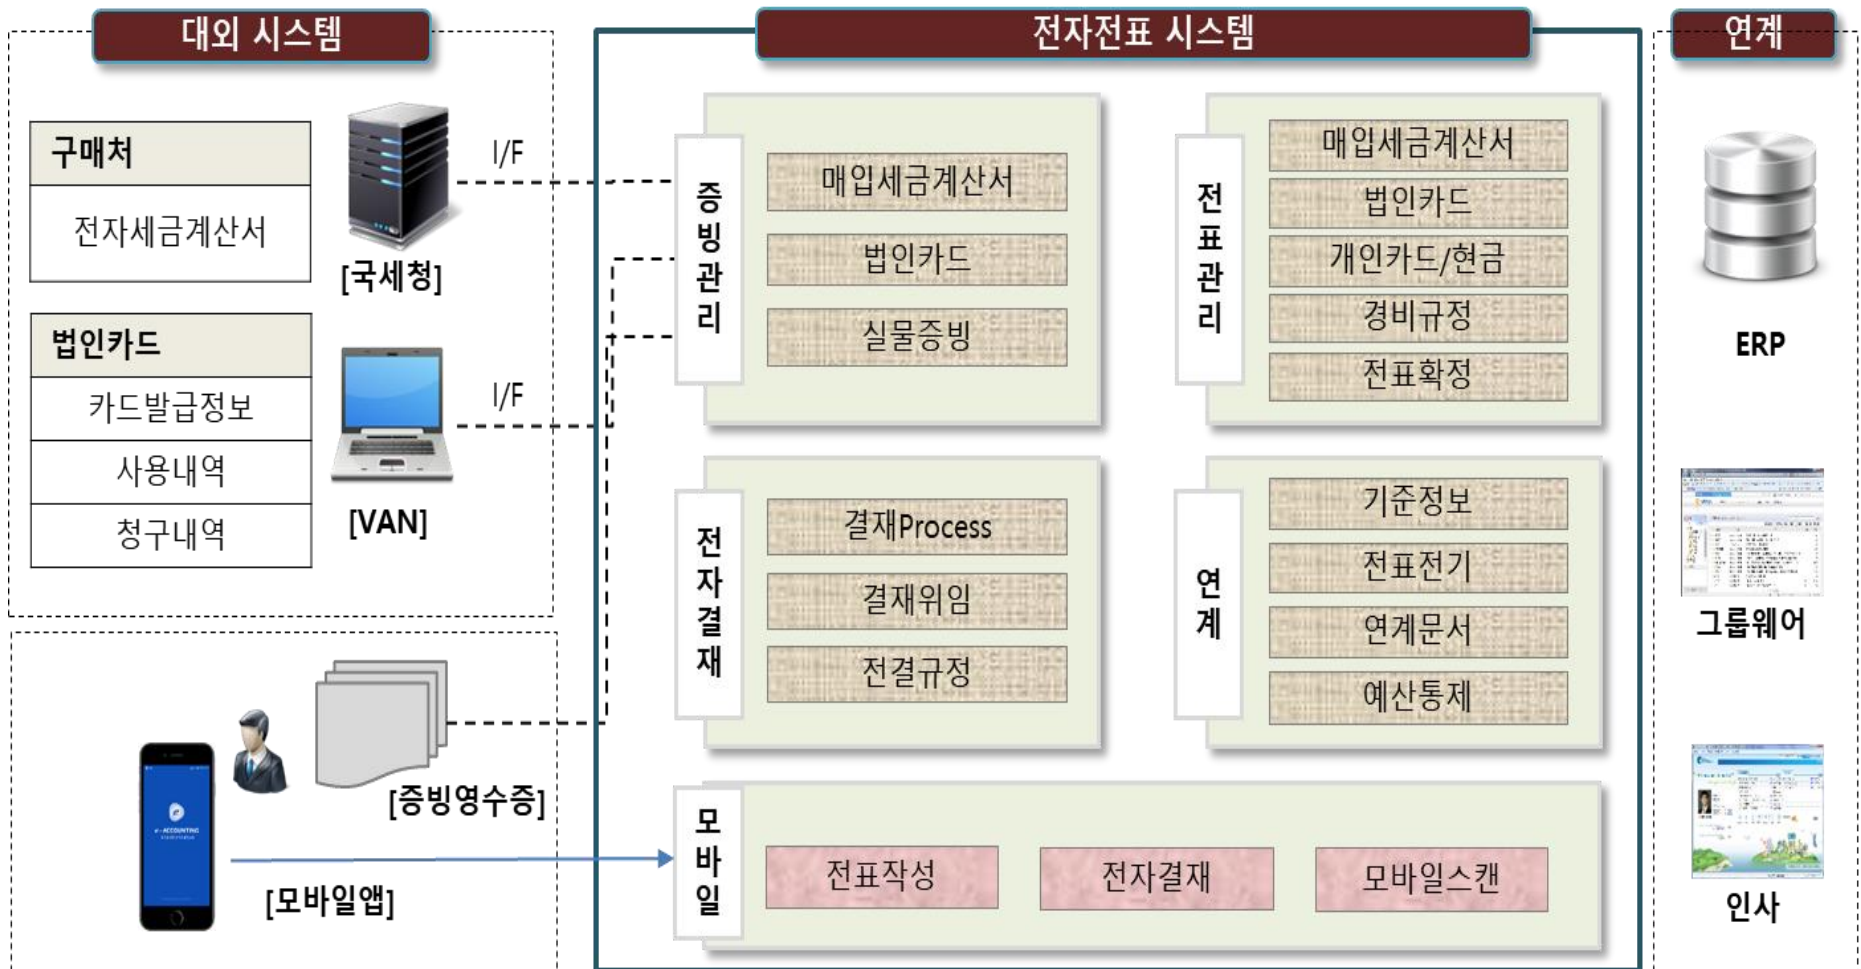 대외 시스템
구매처
전자세금계산서
I/F
[국세청]
법인카드
카드발급정보
사용내역
청구내역
I/F
[VAN]
[증빙영수증]
e-ACCOUNTING
[모바일앱]
전자전표 시스템
증빙관리
매입세금계산서
법인카드
실물증빙
전표관리
매입세금계산서
법인카드
개인카드/현금
경비규정
전표확정
전자결재
결재Process
결재위임
전결규정
연계
기준정보
전표전기
연계문서
예산통제
모바일
전표작성
전자결재
모바일스캔
연계
ERP
그룹웨어
인사